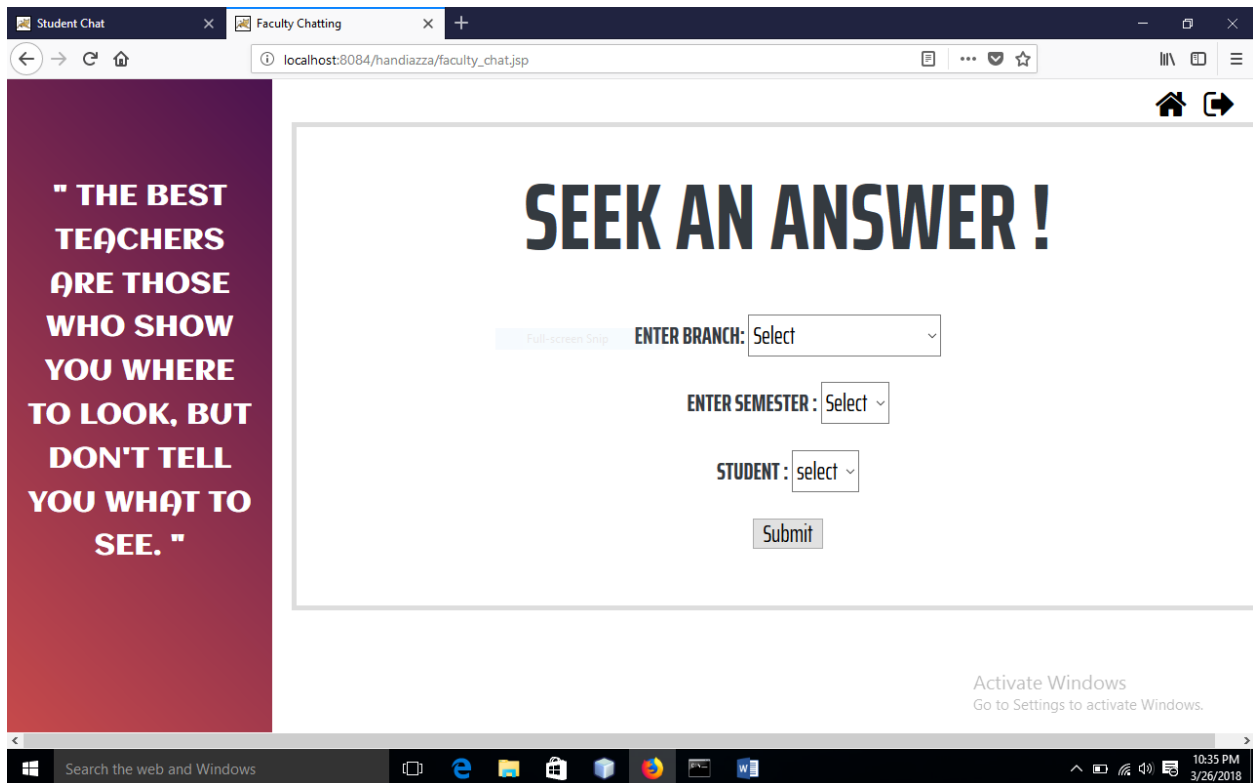 Student Chat
Faculty Chatting
localhost:8084/handiazza/faculty_chat.jsp
" THE BEST
TEACHERS
ARE THOSE
WHO SHOW
YOU WHERE
TO LOOK, BUT
DON'T TELL
YOU WHAT TO
SEE. "
SEEK AN ANSWER !
Full-screen Snip
ENTER BRANCH: Select
ENTER SEMESTER : Select
STUDENT : select
Submit
Activate Windows
Go to Settings to activate Windows.
Search the web and Windows
10:35 PM
3/26/2018